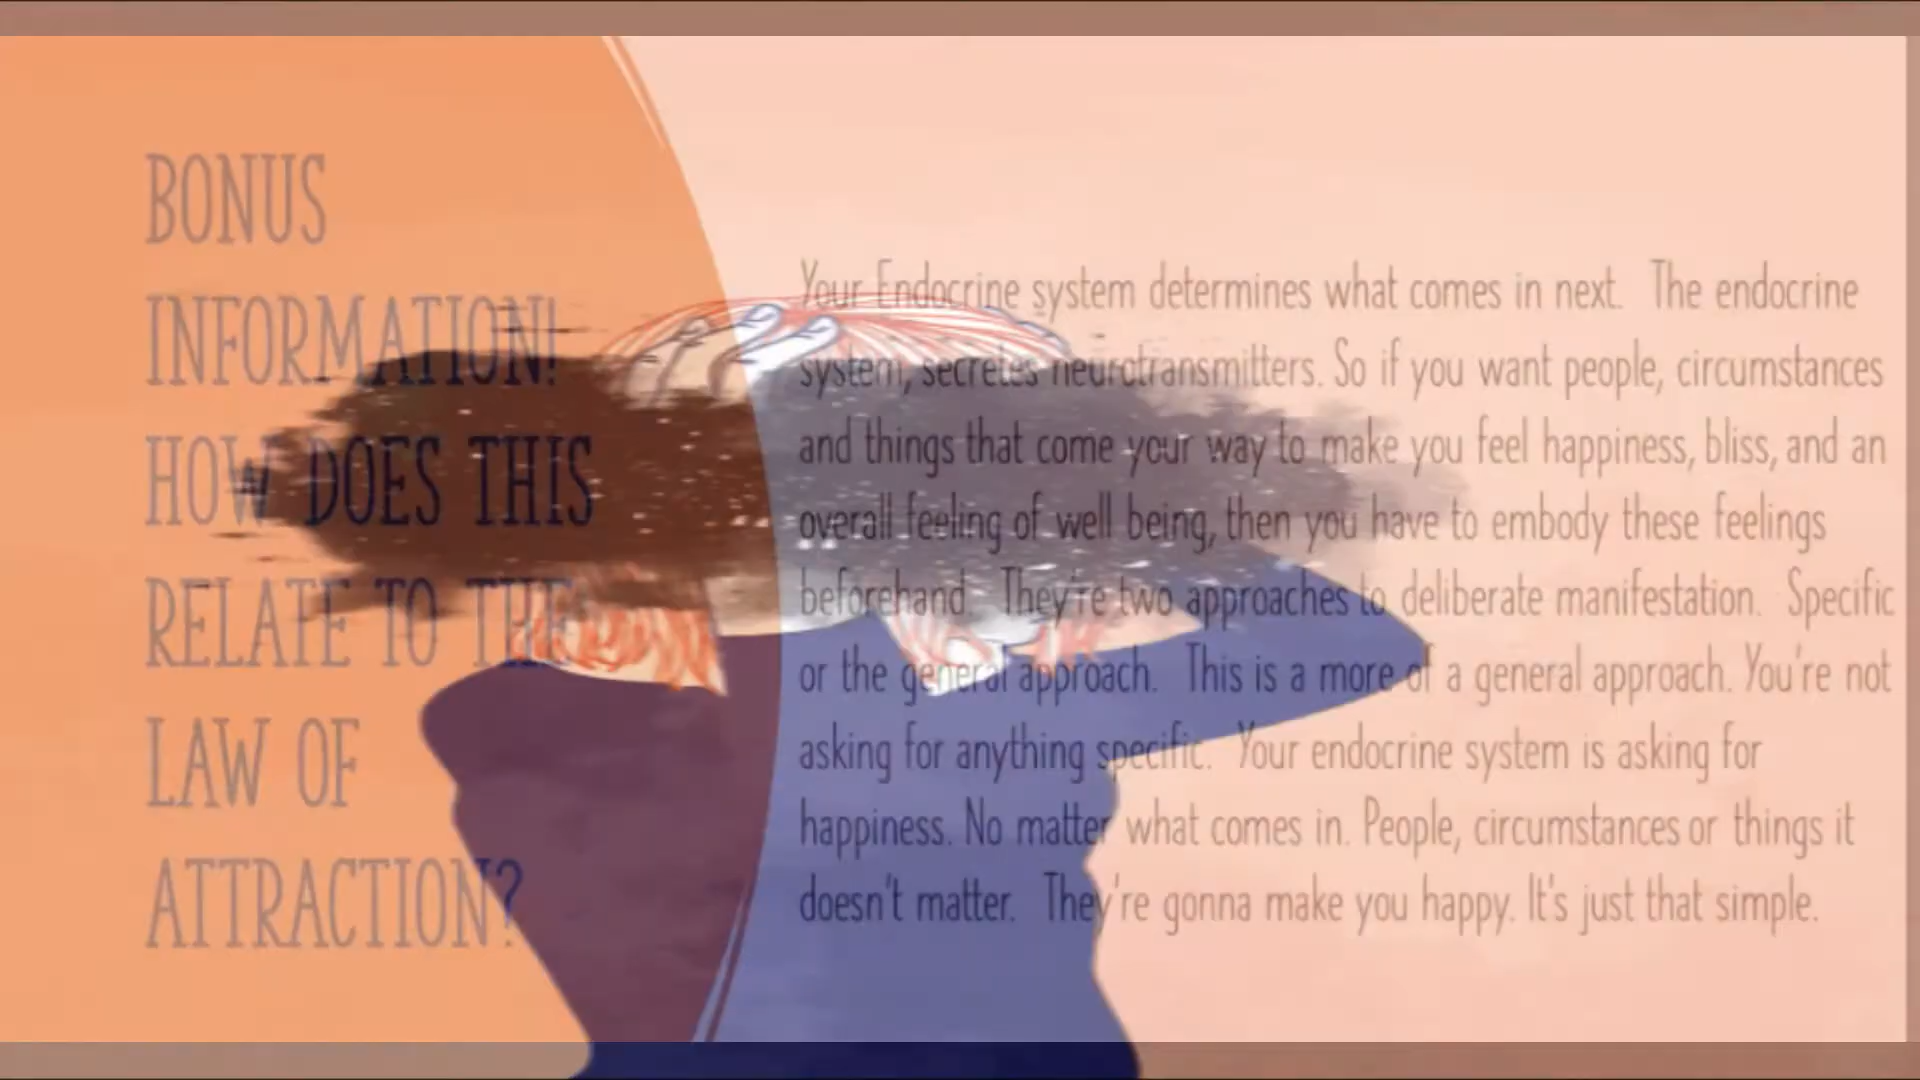 BONUS
INFORMATION!
HOW DOES THIS
RELATE TO THE
LAW OF
ATTRACTION?
Your Endocrine system determines what comes in next. The endocrine
system, secretes neurotransmitters. So if you want people, circumstances
and things that come your way to make you feel happiness, bliss, and an
overall feeling of well being, then you have to embody these feelings
beforehand. They're two approaches to deliberate manifestation. Specific
or the general approach. This is a more of a general approach. You're not
asking for anything specific. Your endocrine system is asking for
happiness. No matter what comes in. People, circumstances or things it
doesn't matter. They're gonna make you happy. It's just that simple.